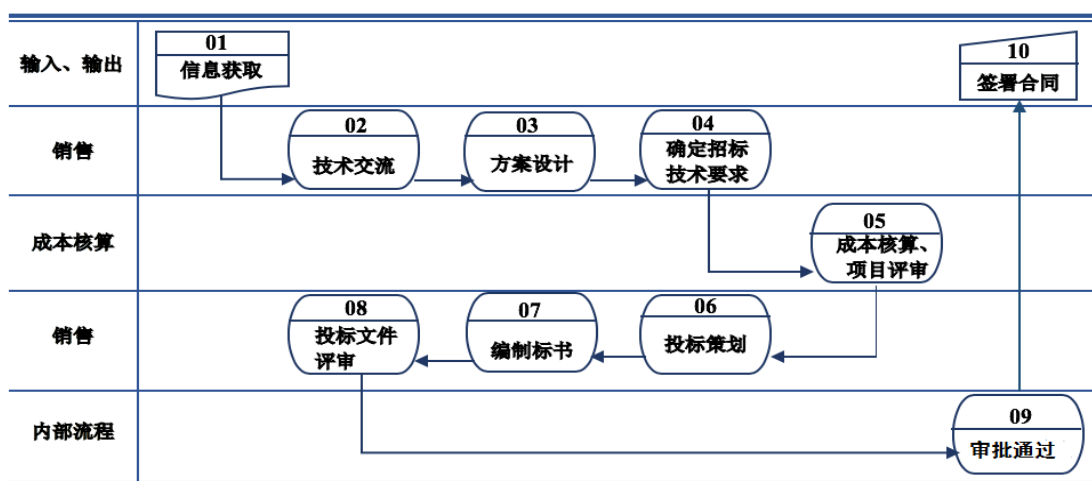 输入、输出
01
信息获取
10
签署合同
销售
02
技术交流
03
方案设计
04
确定招标
技术要求
成本核算
05
成本核算、
项目评审
销售
08
投标文件
评审
07
编制标书
06
投标策划
内部流程
09
审批通过